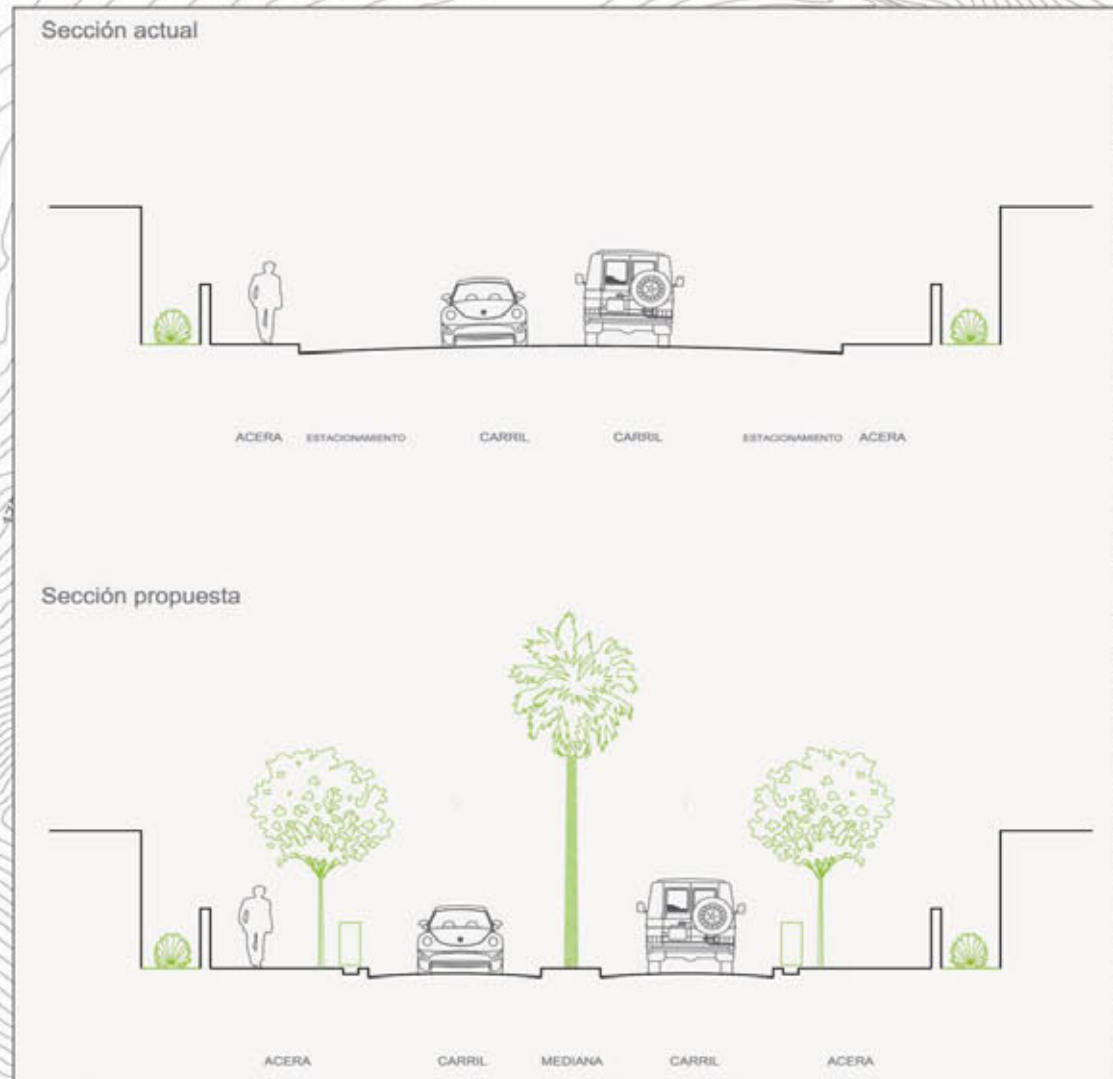 Sección actual
ACERA ESTACIONAMIENTO CARRIL CARRIL ESTACIONAMIENTO ACERA
Sección propuesta
ACERA CARRIL MEDIANA CARRIL ACERA